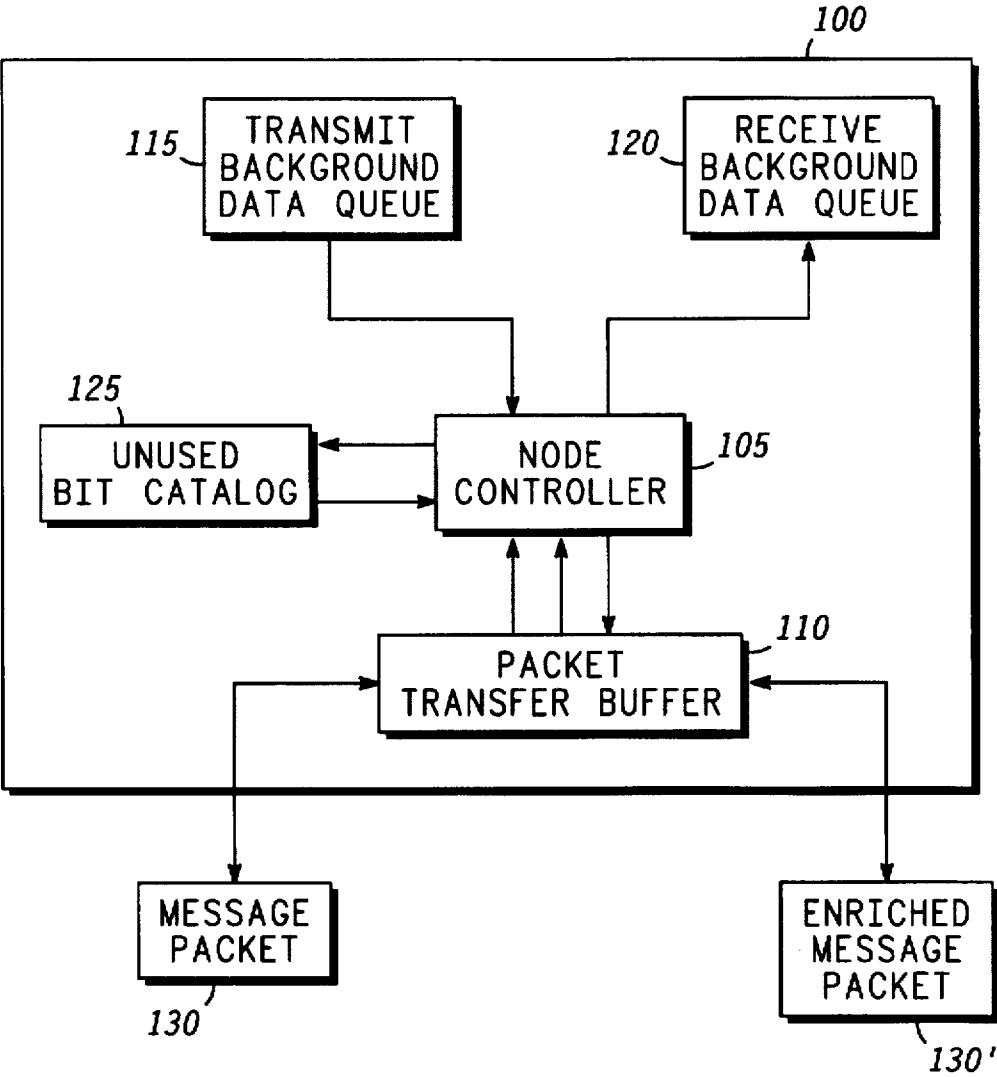 100
115
TRANSMIT
BACKGROUND
DATA QUEUE
120
RECEIVE
BACKGROUND
DATA QUEUE
125
UNUSED
BIT CATALOG
NODE
CONTROLLER
105
PACKET
TRANSFER BUFFER
110
MESSAGE
PACKET
130
ENRICHED
MESSAGE
PACKET
130'